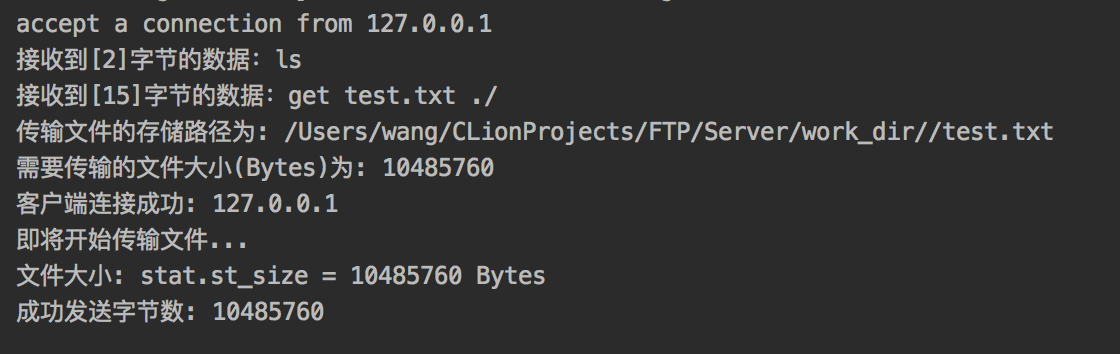 accept a connection from 127.0.0.1
接收到[2]字节的数据：ls
接收到[15]字节的数据：get test.txt ./
传输文件的存储路径为: /Users/wang/CLionProjects/FTP/Server/work_dir//test.txt
需要传输的文件大小(Bytes)为: 10485760
客户端连接成功: 127.0.0.1
即将开始传输文件...
文件大小: stat.st_size = 10485760 Bytes
成功发送字节数: 10485760